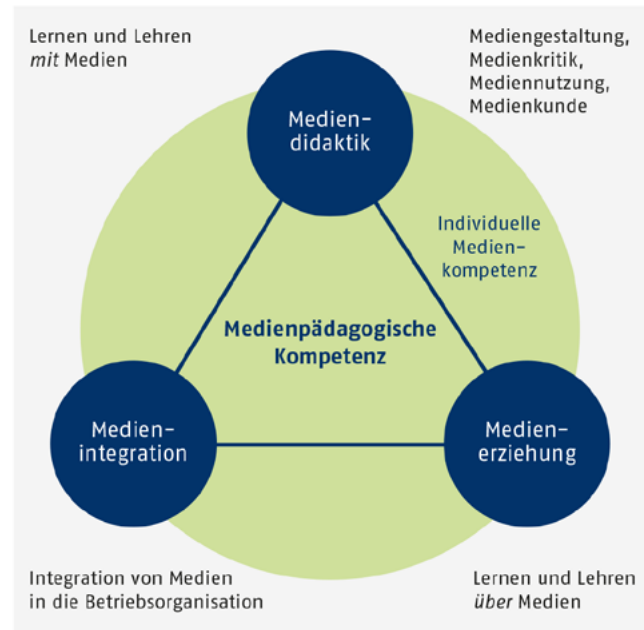 Lernen und Lehren
mit Medien
Mediengestaltung,
Medienkritik,
Mediennutzung,
Medienkunde
Medien-
didaktik
Individuelle
Medien-
kompetenz
Medienpädagogische
Kompetenz
Medien-
integration
Medien-
erziehung
Integration von Medien
in die Betriebsorganisation
Lernen und Lehren
über Medien